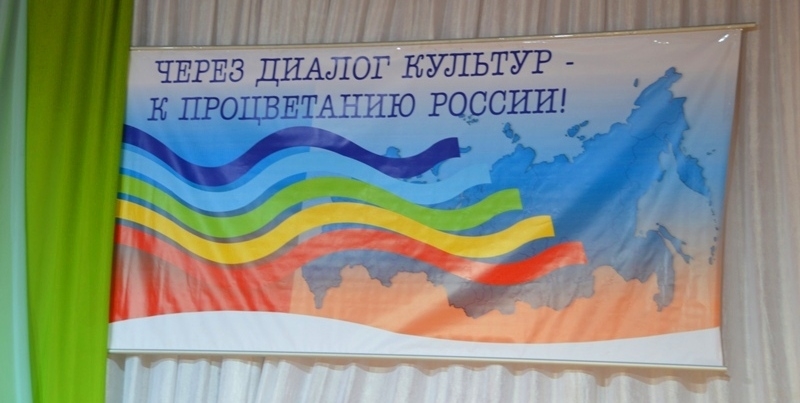 ЧЕРЕЗ ДИАЛОГ КУЛЬТУР -
К ПРОЦВЕТАНИЮ РОССИИ!